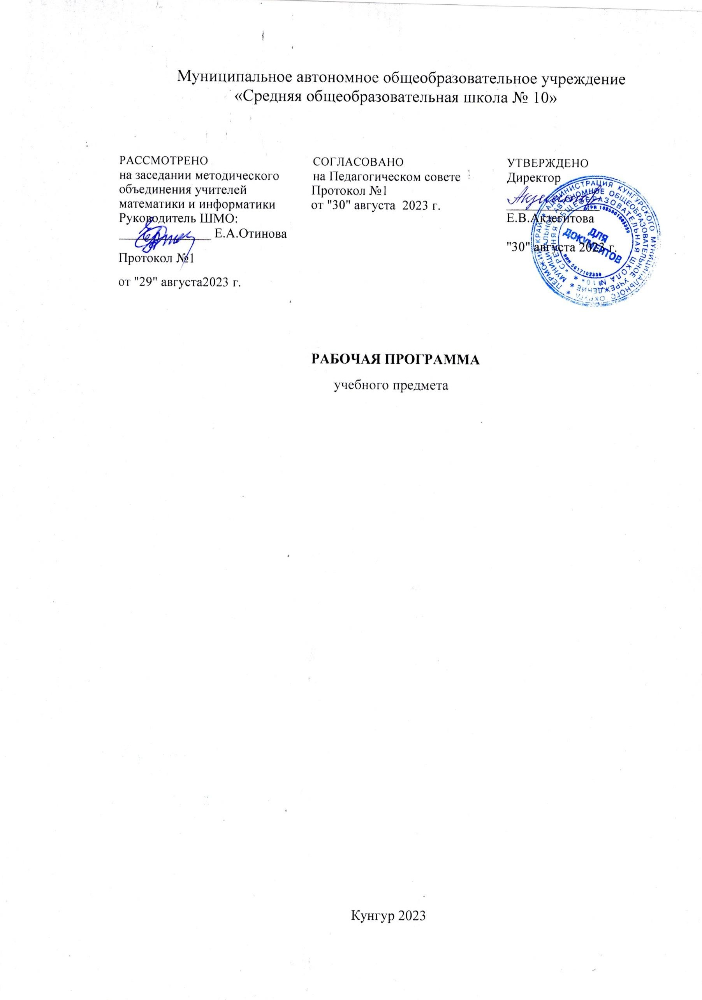 Муниципальное автономное общеобразовательное учреждение
«Средняя общеобразовательная школа № 10»
РАССМОТРЕНО
на заседании методического
объединения учителей
математики и информатики
Руководитель ШМО:
Е.А.Отинова
Протокол №1
от "29" августа2023 г.
СОГЛАСОВАНО
на Педагогическом совете
Протокол №1
от "30" августа 2023 г.
УТВЕРЖДЕНО
Директор
Е.В.Акзегитова
"30" августа 2023 г.
ПЕРМСКИЙ КРАЙ * АДМИНИСТРАЦИЯ КУНГУРСКОГО МУНИЦИПАЛЬНОГО ОКРУГА *
МУНИЦИПАЛЬНОЕ АВТОНОМНОЕ ОБЩЕОБРАЗОВАТЕЛЬНОЕ УЧРЕЖДЕНИЕ *
«СРЕДНЯЯ ОБЩЕОБРАЗОВАТЕЛЬНАЯ ШКОЛА №10» *
ОГРН
ИНН 5917102330
ДЛЯ
ДОКУМЕНТОВ
РАБОЧАЯ ПРОГРАММА
учебного предмета
Кунгур 2023